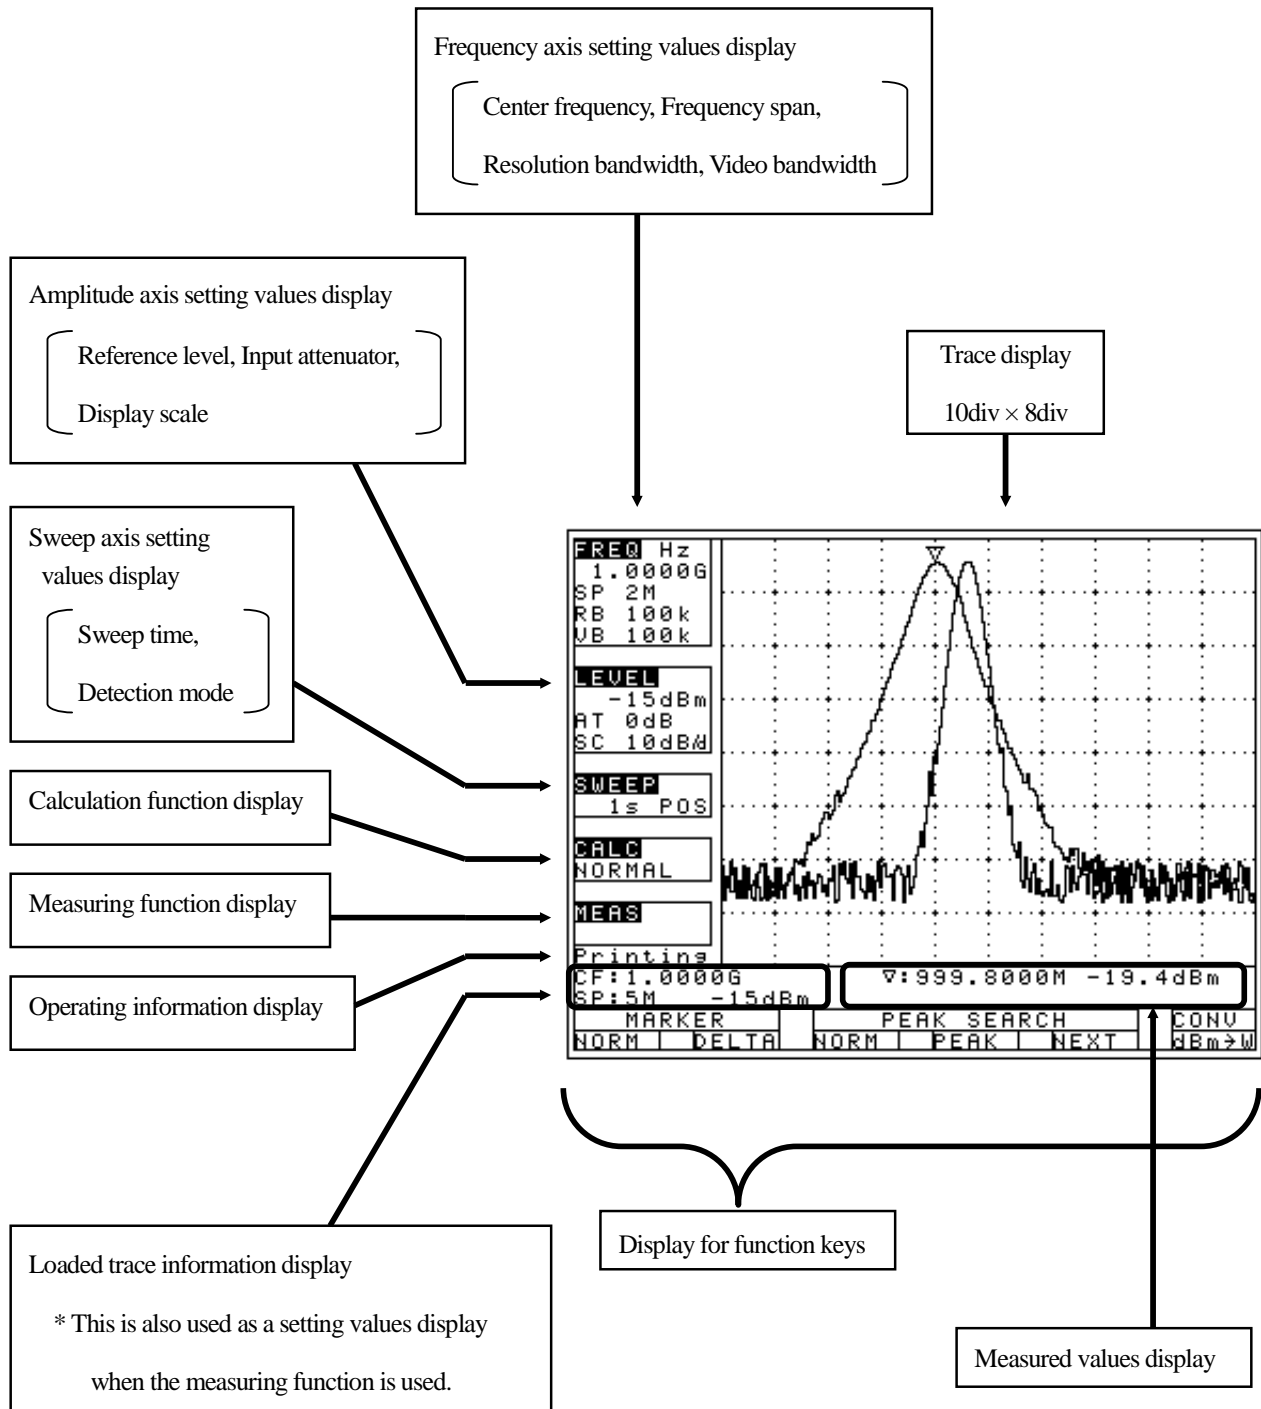 Frequency axis setting values display
Center frequency, Frequency span,
Resolution bandwidth, Video bandwidth
Amplitude axis setting values display
Reference level, Input attenuator,
Display scale
Trace display
10div × 8div
Sweep axis setting
values display
Sweep time,
Detection mode
Calculation function display
Measuring function display
Operating information display
FREQ Hz
1.0000G
SP 2M
RB 100k
VB 100k
LEVEL
-15dBm
AT 0dB
SC 10dB/d
SWEEP
1s POS
CALC
NORMAL
MEAS
Printing
CF:1.0000G ∇:999.8000M -19.4dBm
SP:5M -15dBm
MARKER PEAK SEARCH CONV
NORM DELTA NORM PEAK NEXT dBm→W
Display for function keys
Loaded trace information display
* This is also used as a setting values display
when the measuring function is used.
Measured values display